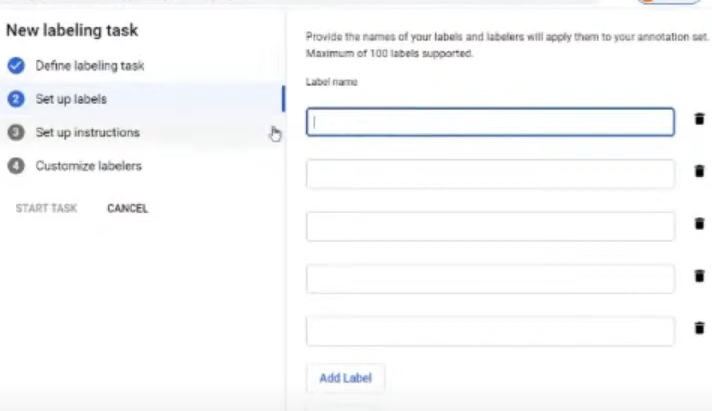 New labeling task
Define labeling task
2 Set up labels
3 Set up instructions
4 Customize labelers
START TASK CANCEL
Provide the names of your labels and labelers will apply them to your annotation set.
Maximum of 100 labels supported.
Label name
Add Label